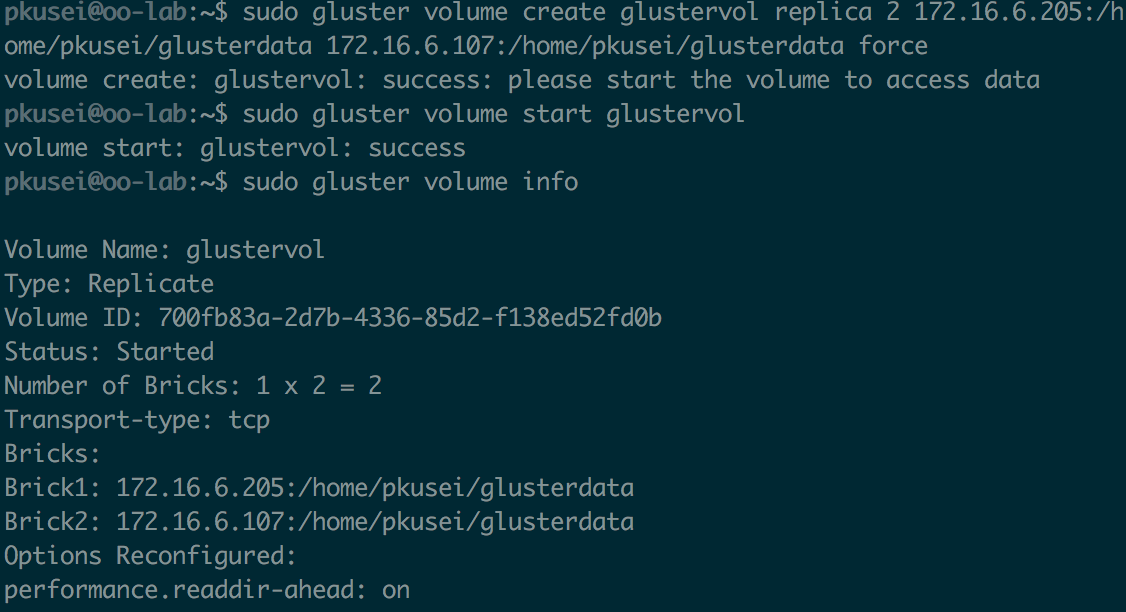 pkusei@oo-lab:~$ sudo gluster volume create glustervol replica 2 172.16.6.205:/h
ome/pkusei/glusterdata 172.16.6.107:/home/pkusei/glusterdata force
volume create: glustervol: success: please start the volume to access data
pkusei@oo-lab:~$ sudo gluster volume start glustervol
volume start: glustervol: success
pkusei@oo-lab:~$ sudo gluster volume info
Volume Name: glustervol
Type: Replicate
Volume ID: 700fb83a-2d7b-4336-85d2-f138ed52fd0b
Status: Started
Number of Bricks: 1 x 2 = 2
Transport-type: tcp
Bricks:
Brick1: 172.16.6.205:/home/pkusei/glusterdata
Brick2: 172.16.6.107:/home/pkusei/glusterdata
Options Reconfigured:
performance.readdir-ahead: on